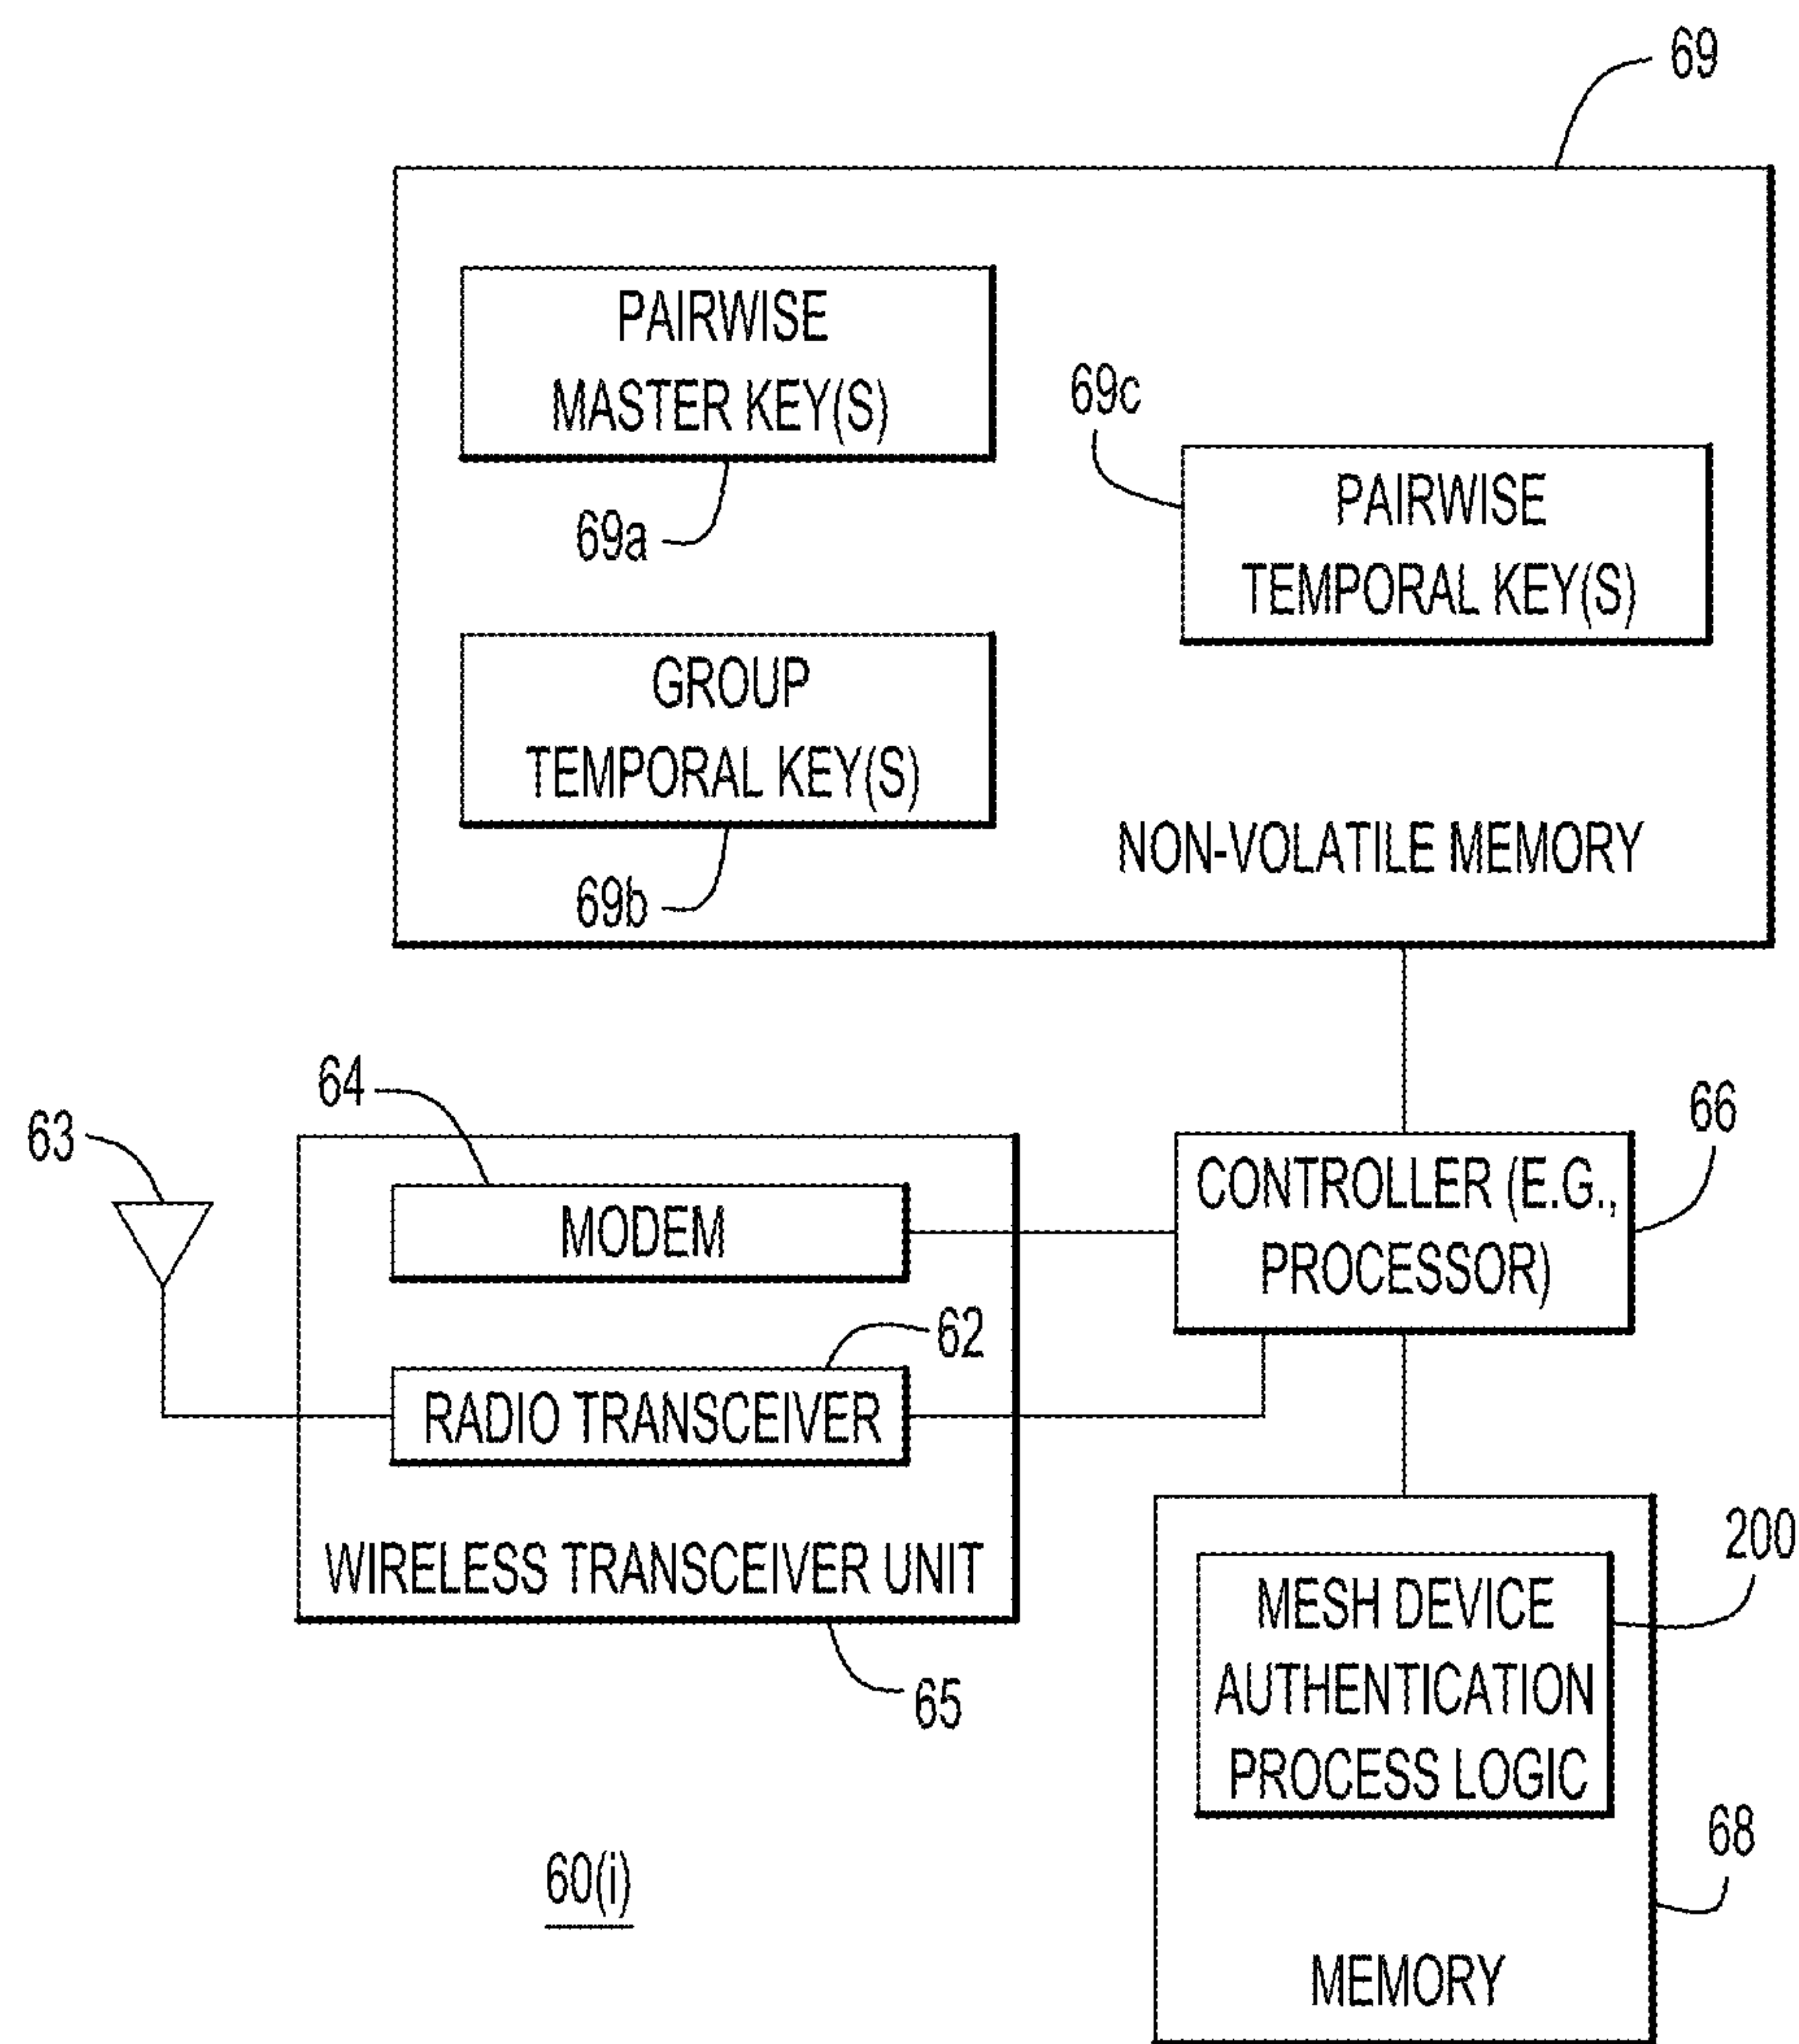 69
PAIRWISE
MASTER KEY(S)
69a
69c
PAIRWISE
TEMPORAL KEY(S)
GROUP
TEMPORAL KEY(S)
69b
NON-VOLATILE MEMORY
64
63
66
MODEM
CONTROLLER (E.G.,
PROCESSOR)
62
RADIO TRANSCEIVER
WIRELESS TRANSCEIVER UNIT
65
200
MESH DEVICE
AUTHENTICATION
PROCESS LOGIC
68
60(i)
MEMORY